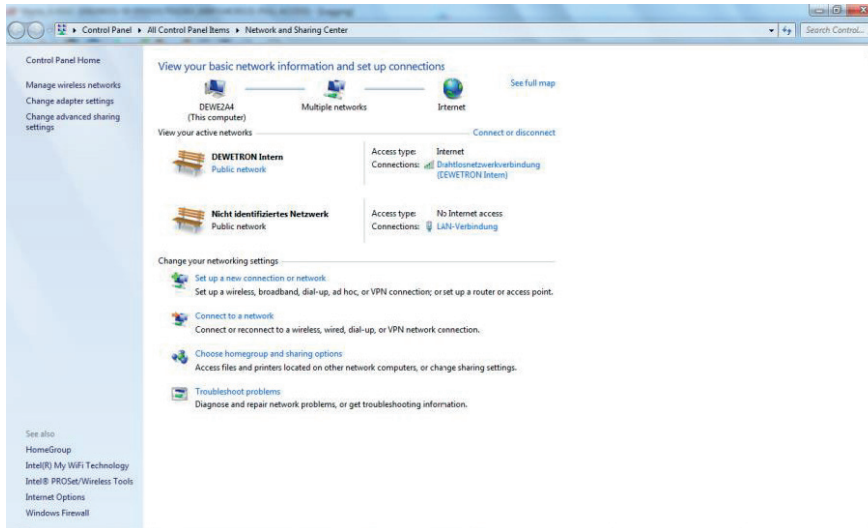 Control Panel ▸ All Control Panel Items ▸ Network and Sharing Center
Search Control...
Control Panel Home
Manage wireless networks
Change adapter settings
Change advanced sharing
settings
See also
HomeGroup
Intel(R) My WiFi Technology
Intel® PROSet/Wireless Tools
Internet Options
Windows Firewall
View your basic network information and set up connections
See full map
DEWE2A4
(This computer)
Multiple networks
Internet
View your active networks
Connect or disconnect
DEWETRON Intern
Public network
Access type: Internet
Connections: Drahtlosnetzwerkverbindung
(DEWETRON Intern)
Nicht identifiziertes Netzwerk
Public network
Access type: No Internet access
Connections: LAN-Verbindung
Change your networking settings
Set up a new connection or network
Set up a wireless, broadband, dial-up, ad hoc, or VPN connection; or set up a router or access point.
Connect to a network
Connect or reconnect to a wireless, wired, dial-up, or VPN network connection.
Choose homegroup and sharing options
Access files and printers located on other network computers, or change sharing settings.
Troubleshoot problems
Diagnose and repair network problems, or get troubleshooting information.